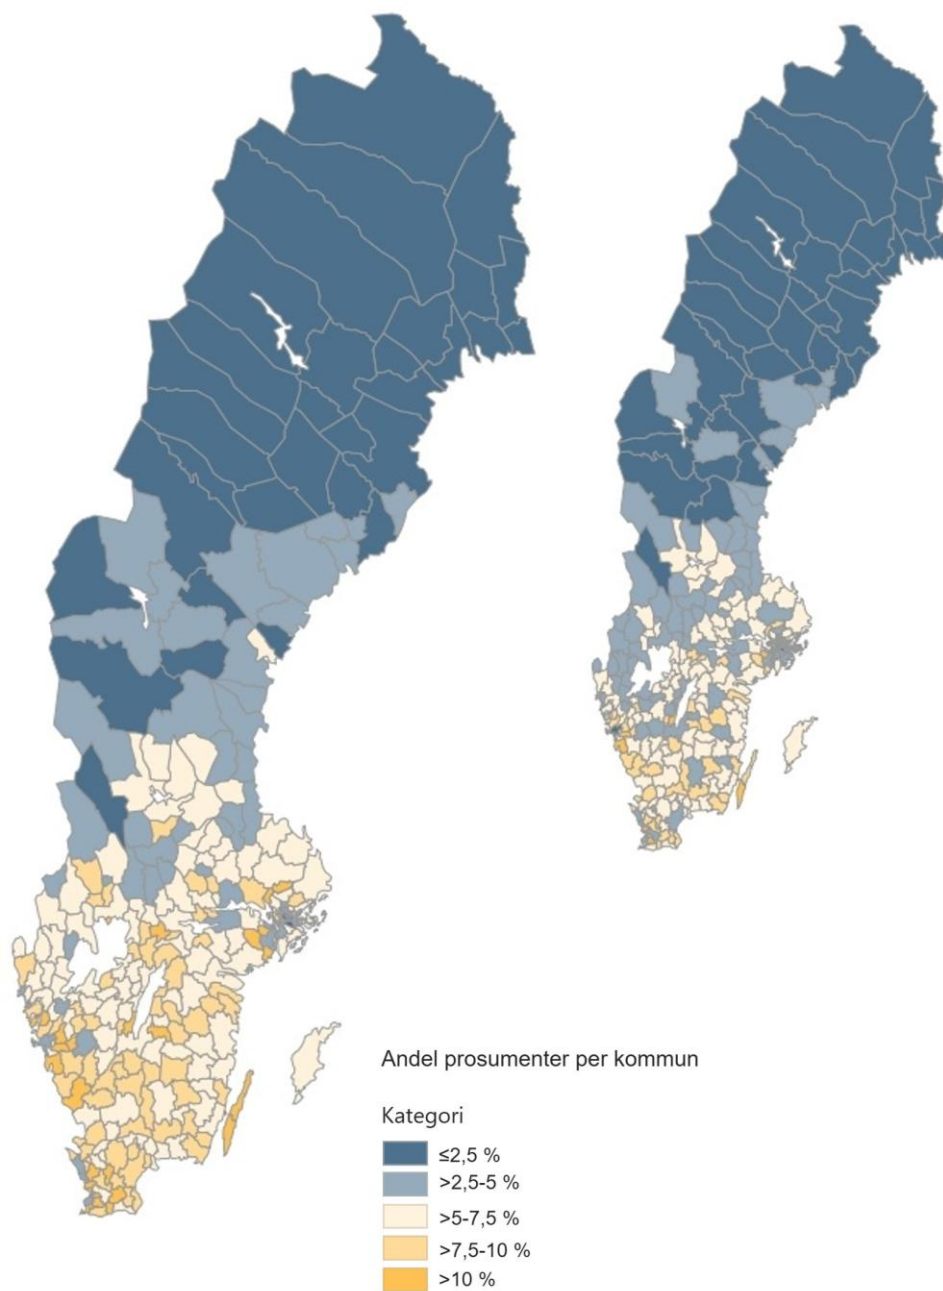 Andel prosumenter per kommun
Kategori
≤2,5 %
>2,5-5 %
>5-7,5 %
>7,5-10 %
>10 %